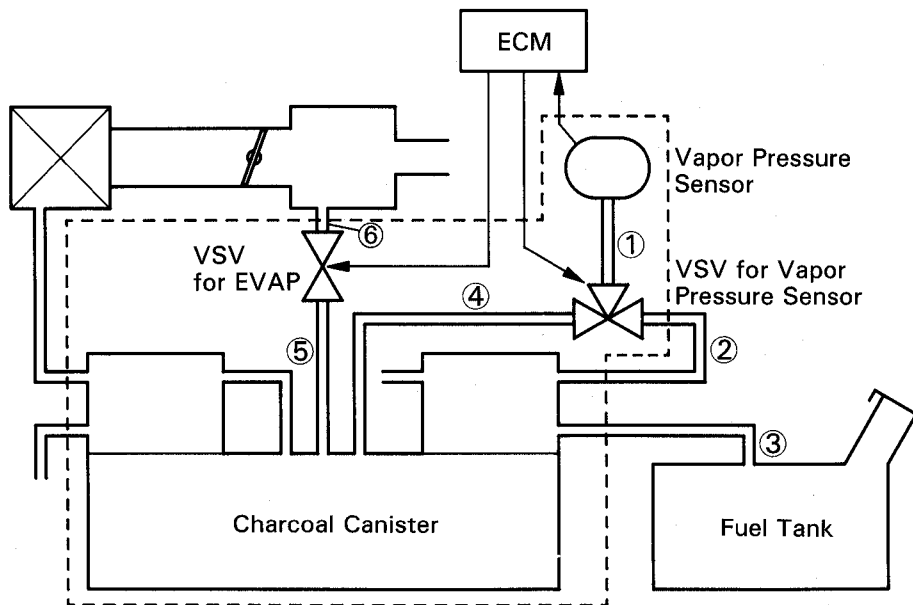 ECM
Vapor Pressure
Sensor
①
⑥
VSV
for EVAP
VSV for Vapor
Pressure Sensor
④
⑤
②
③
Charcoal Canister
Fuel Tank